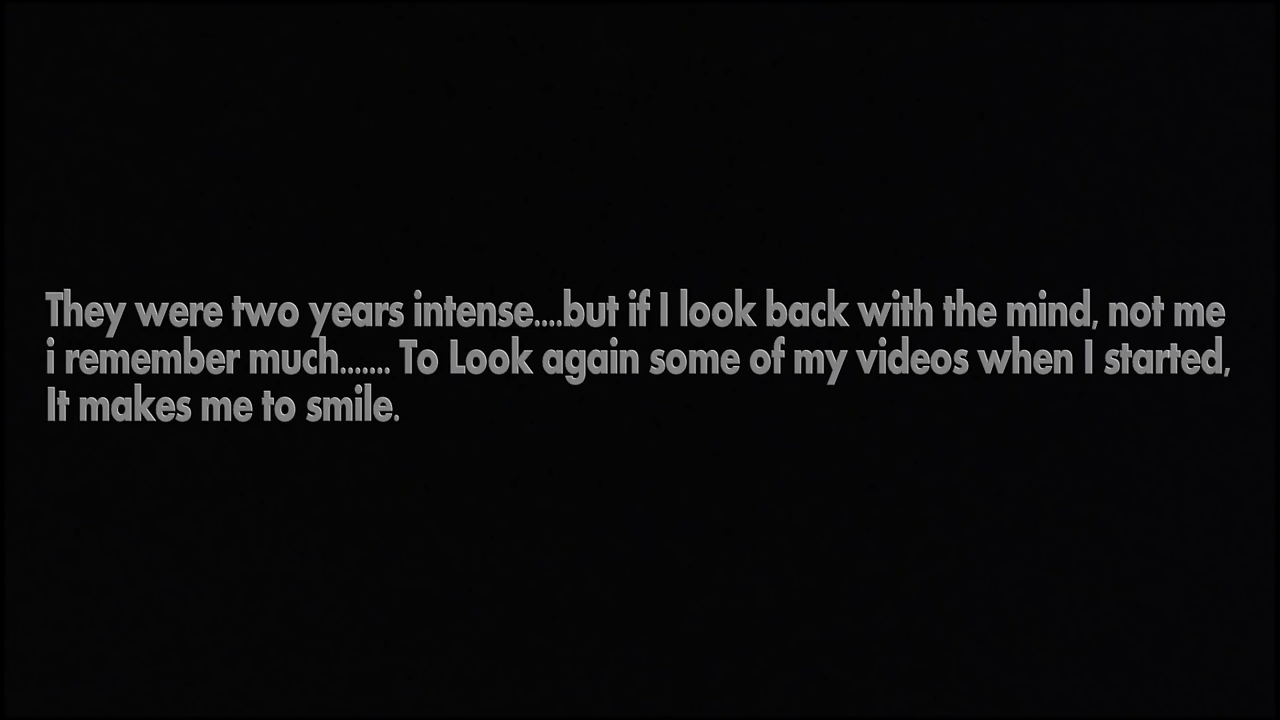 They were two years intense....but if I look back with the mind, not me
i remember much....... To Look again some of my videos when I started,
It makes me to smile.